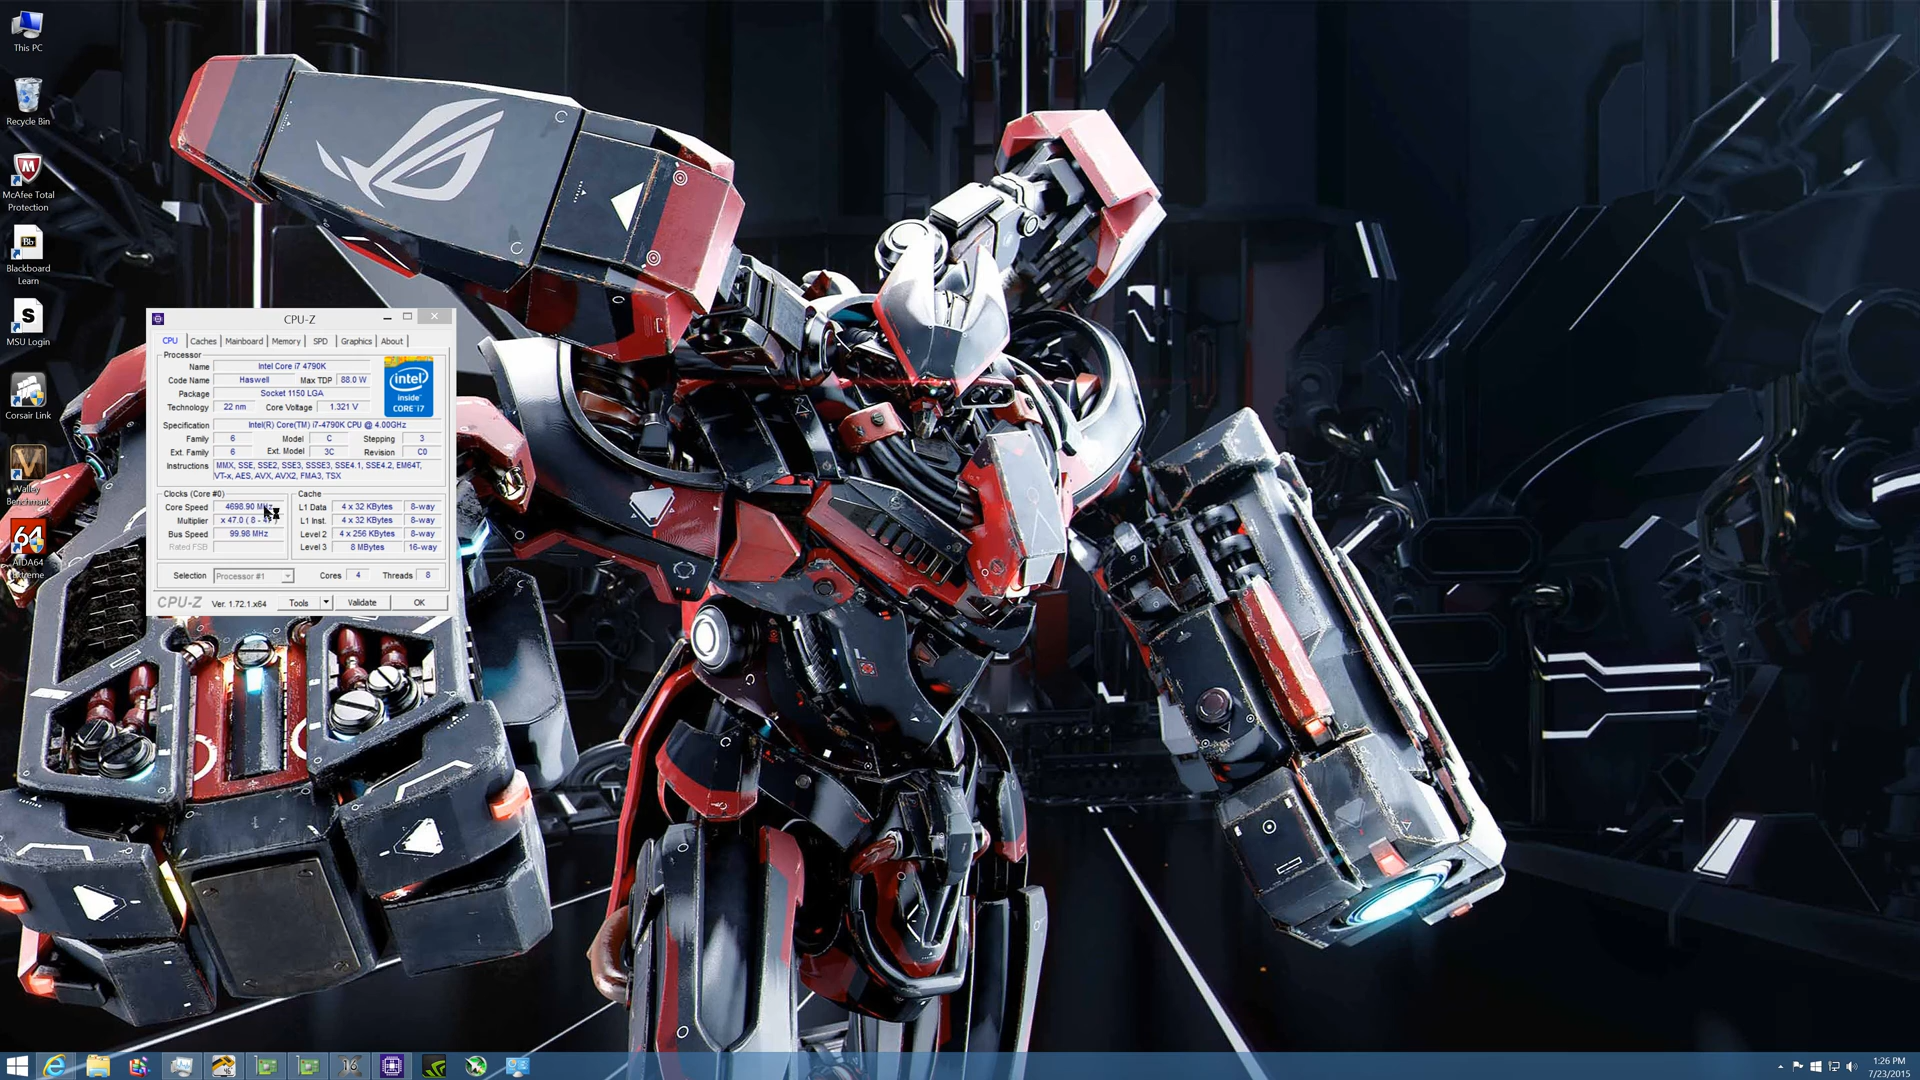 This PC
Recycle Bin
McAfee Total
Protection
Bb
Blackboard
Learn
S
MSU Login
Corsair Link
Valley
Benchmark
64
AIDA64
Extreme
CPU-Z
CPU Caches Mainboard Memory SPD Graphics About
Processor
Name Intel Core i7 4790K
Code Name Haswell Max TDP 88.0 W
Package Socket 1150 LGA
Technology 22 nm Core Voltage 1.321 V
intel
inside
CORE i7
Specification Intel(R) Core(TM) i7-4790K CPU @ 4.00GHz
Family 6 Model C Stepping 3
Ext. Family 6 Ext. Model 3C Revision C0
Instructions MMX, SSE, SSE2, SSE3, SSSE3, SSE4.1, SSE4.2, EM64T,
VT-x, AES, AVX, AVX2, FMA3, TSX
Clocks (Core #0)
Core Speed 4698.90 MHz
Multiplier x 47.0 ( 8 -
Bus Speed 99.98 MHz
Rated FSB
Cache
L1 Data 4 x 32 KBytes 8-way
L1 Inst. 4 x 32 KBytes 8-way
Level 2 4 x 256 KBytes 8-way
Level 3 8 MBytes 16-way
Selection Processor #1 Cores 4 Threads 8
CPU-Z Ver. 1.72.1.x64 Tools Validate OK
1:26 PM
7/23/2015